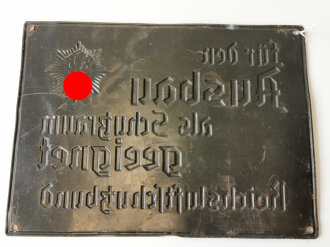 für den
Ausbau
als Schutzraum
geeignet
Reichsluftschutzbund